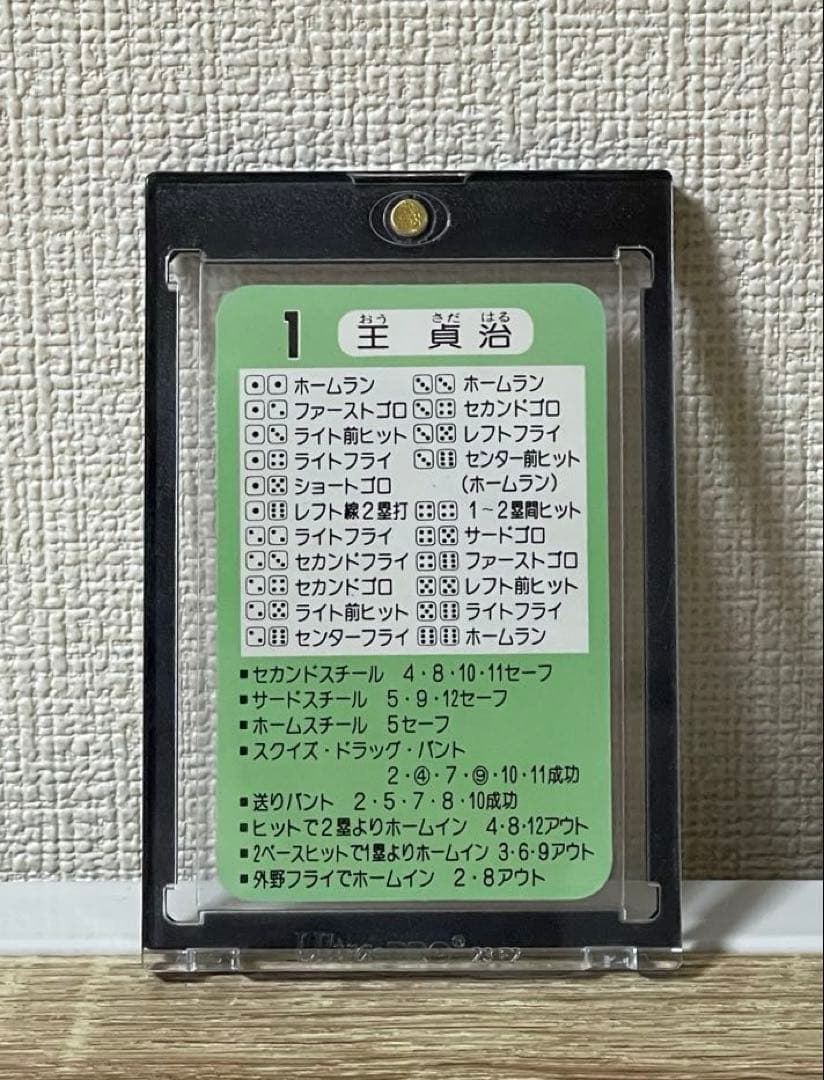 1 王 貞 治
おう さだ はる
⚀⚀ ホームラン
⚀⚁ ファーストゴロ
⚀⚂ ライト前ヒット
⚀⚃ ライトフライ
⚀⚄ ショートゴロ
⚀⚅ レフト線2塁打
⚁⚁ ライトフライ
⚁⚂ セカンドフライ
⚁⚃ セカンドゴロ
⚁⚄ ライト前ヒット
⚁⚅ センターフライ
⚂⚂ ホームラン
⚂⚃ セカンドゴロ
⚂⚄ レフトフライ
⚂⚅ センター前ヒット
(ホームラン)
⚃⚃ 1~2塁間ヒット
⚃⚄ サードゴロ
⚃⚅ ファーストゴロ
⚄⚄ レフト前ヒット
⚄⚅ ライトフライ
⚅⚅ ホームラン
■セカンドスチール 4・8・10・11セーフ
■サードスチール 5・9・12セーフ
■ホームスチール 5セーフ
■スクイズ・ドラッグ・バント
2・④・7・⑨・10・11成功
■送りバント 2・5・7・8・10成功
■ヒットで2塁よりホームイン 4・8・12アウト
■2ベースヒットで1塁よりホームイン 3・6・9アウト
■外野フライでホームイン 2・8アウト
Ultra・PRO®